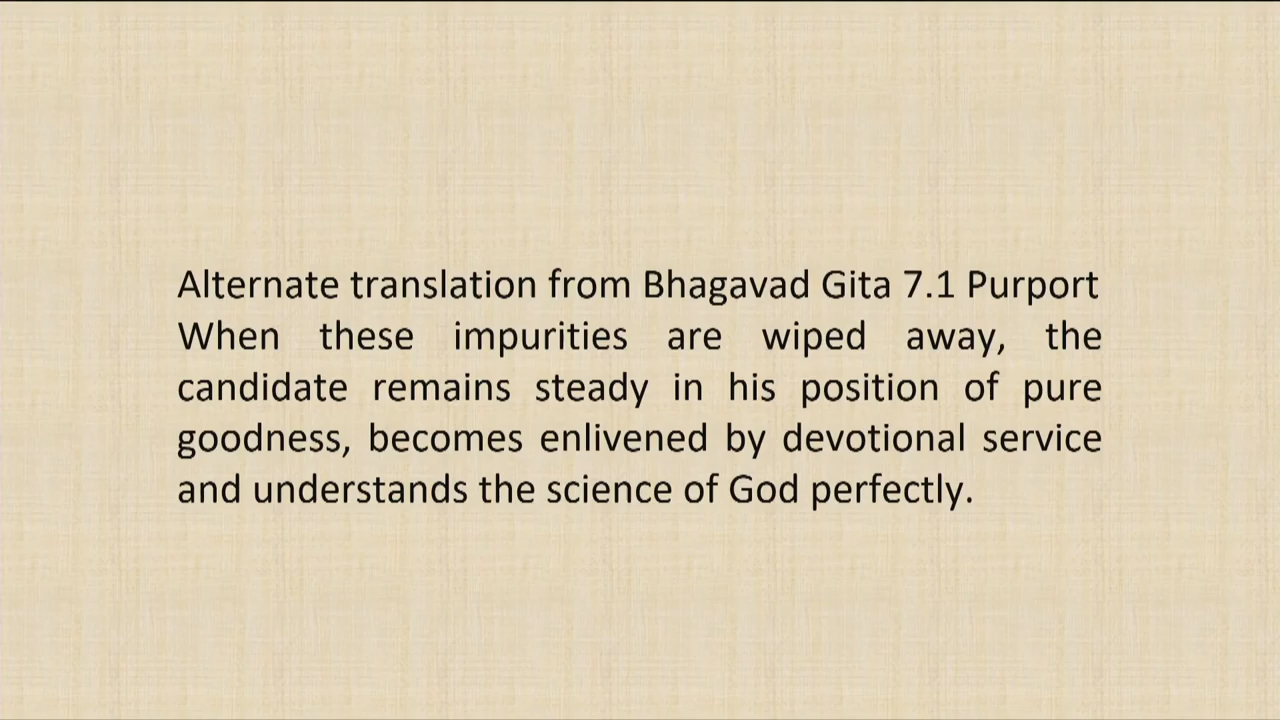 Alternate translation from Bhagavad Gita 7.1 Purport
When these impurities are wiped away, the
candidate remains steady in his position of pure
goodness, becomes enlivened by devotional service
and understands the science of God perfectly.